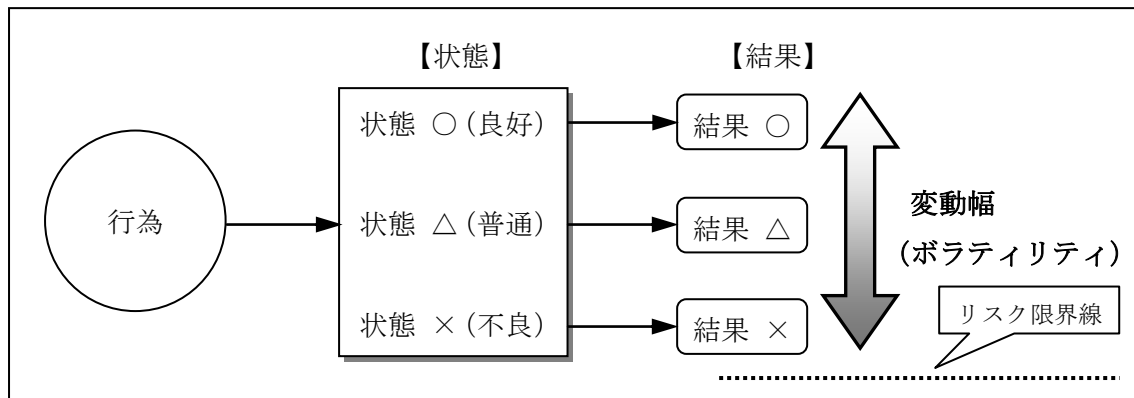 【状態】
【結果】
状態 ○ (良好)
結果 ○
行為
状態 △ (普通)
結果 △
変動幅
（ボラティリティ）
状態 × (不良)
結果 ×
リスク限界線